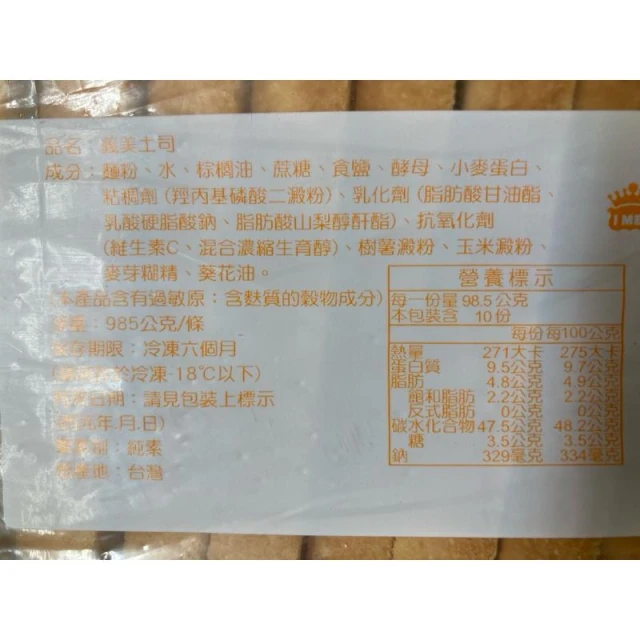 品名：義美土司
成分：麵粉、水、棕櫚油、蔗糖、食鹽、酵母、小麥蛋白、
粘稠劑（羥丙基磷酸二澱粉）、乳化劑（脂肪酸甘油酯、
乳酸硬脂酸鈉、脂肪酸山梨醇酐酯）、抗氧化劑
（維生素C、混合濃縮生育醇）、樹薯澱粉、玉米澱粉、
麥芽糊精、葵花油。
（本產品含有過敏原：含麩質的穀物成分）
：985公克/條
保存期限：冷凍六個月
冷凍-18℃以下）
日期：請見包裝上標示
年.月.日）
：純素
產地：台灣
營養標示
每一份量 98.5公克
本包裝含 10份
每份 每100公克
熱量 271大卡 275大卡
蛋白質 9.5公克 9.7公克
脂肪 4.8公克 4.9公克
飽和脂肪 2.2公克 2.2公克
反式脂肪 0公克 0公克
碳水化合物 47.5公克 48.2公克
糖 3.5公克 3.5公克
鈉 329毫克 334毫克